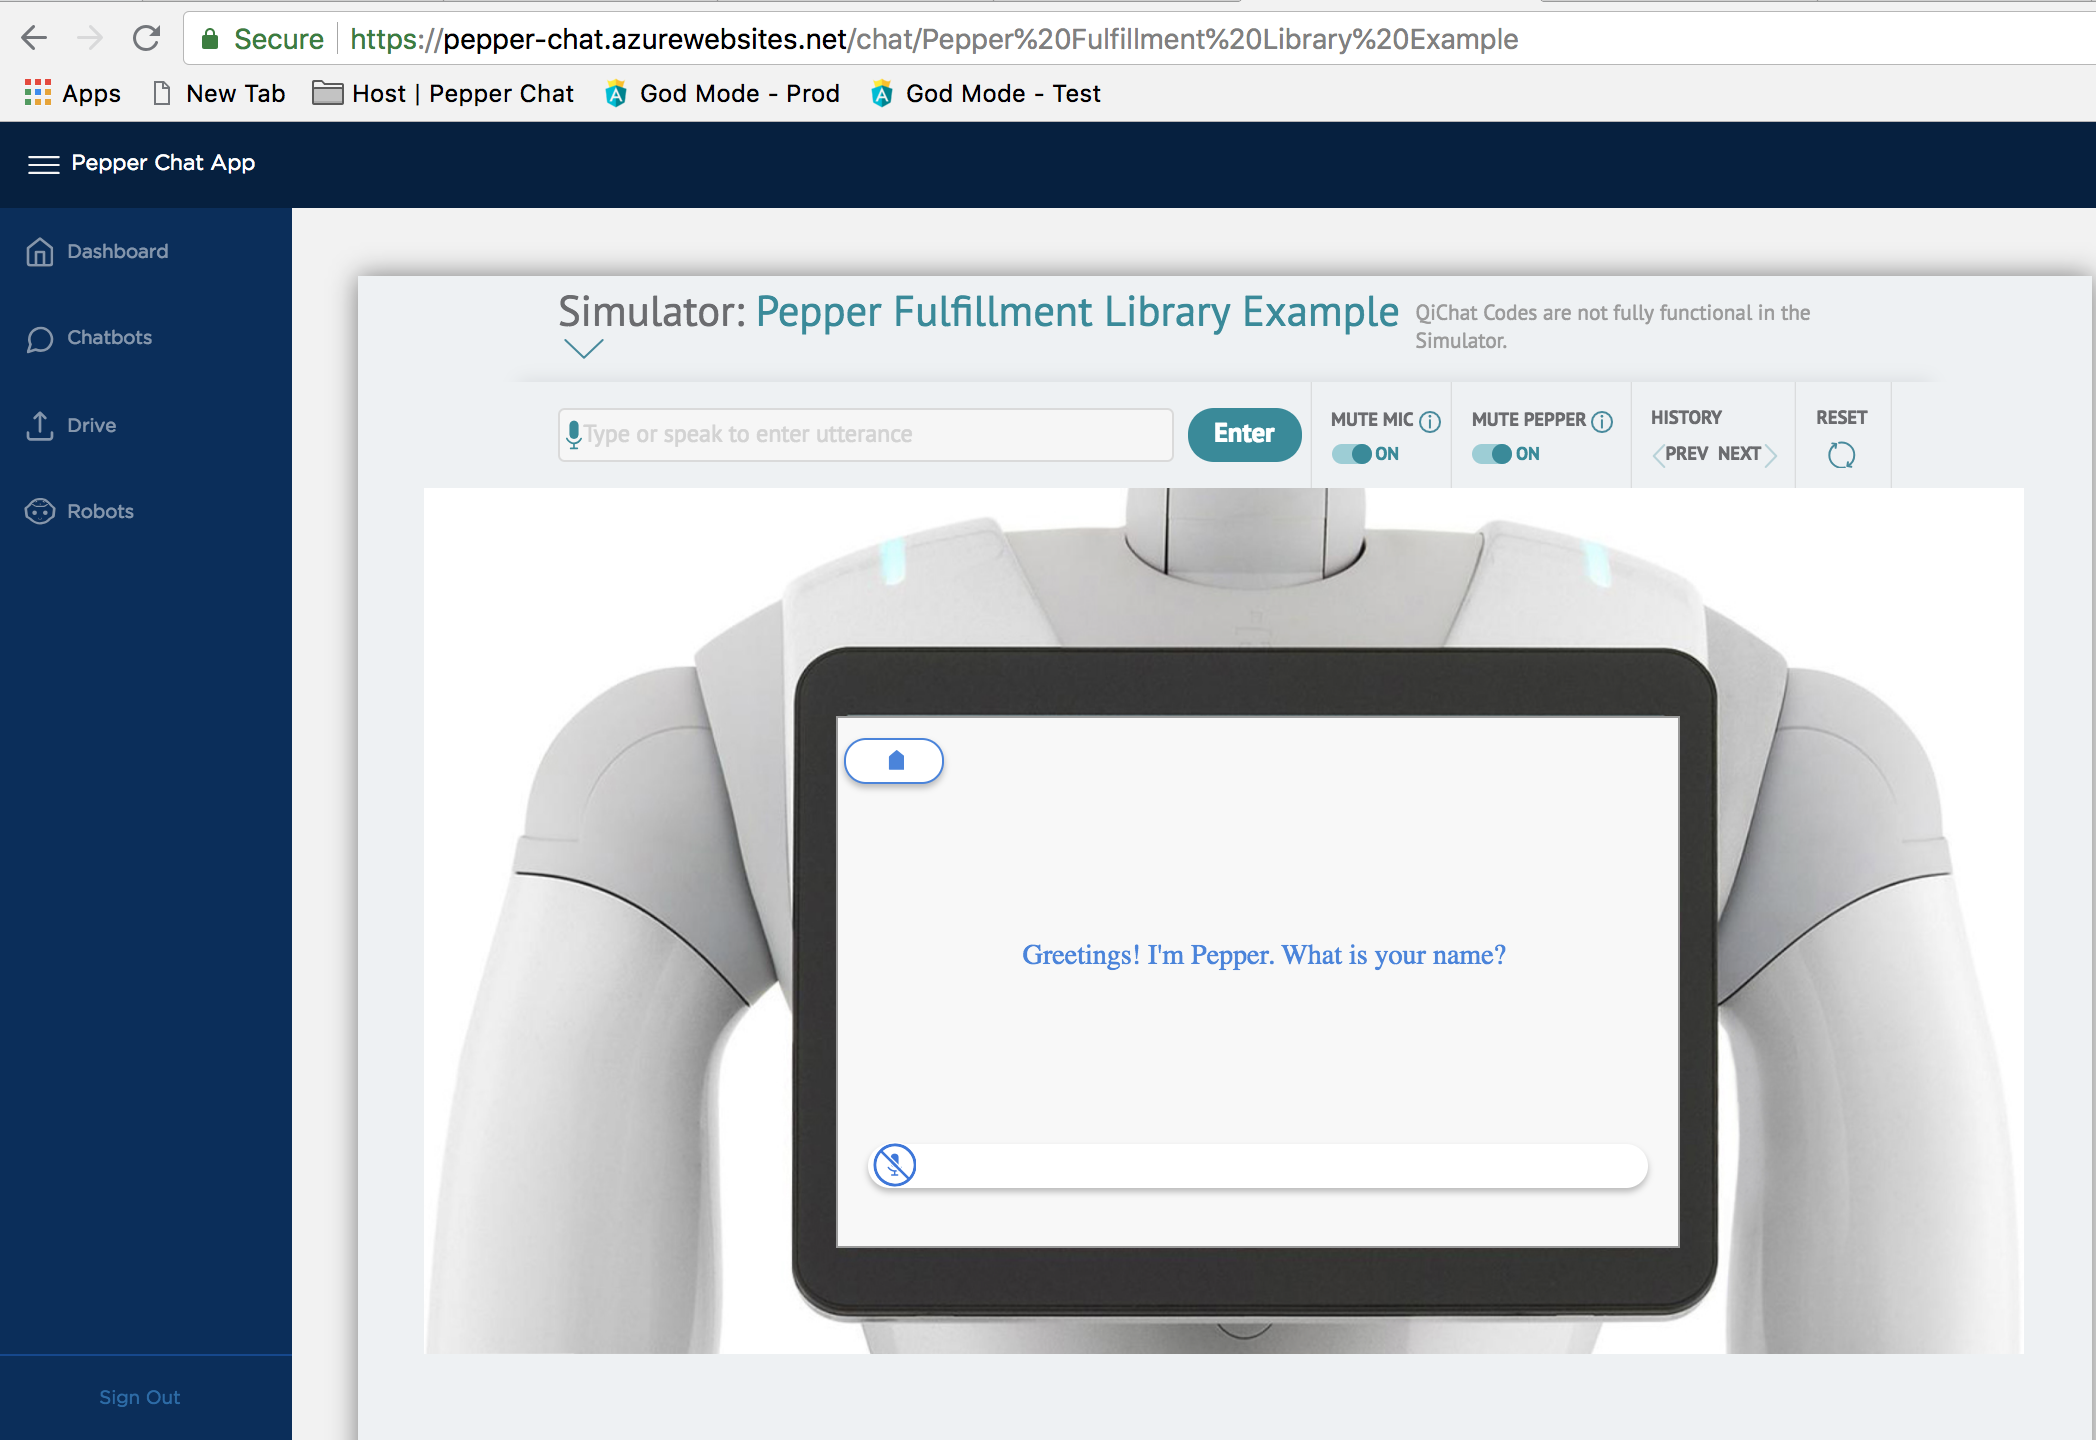 Secure https://pepper-chat.azurewebsites.net/chat/Pepper%20Fulfillment%20Library%20Example
Apps New Tab Host | Pepper Chat God Mode - Prod God Mode - Test
Pepper Chat App
Dashboard
Chatbots
Drive
Robots
Sign Out
Simulator: Pepper Fulfillment Library Example
QiChat Codes are not fully functional in the
Simulator.
Type or speak to enter utterance
Enter
MUTE MIC
ON
MUTE PEPPER
ON
HISTORY
PREV NEXT
RESET
Greetings! I'm Pepper. What is your name?